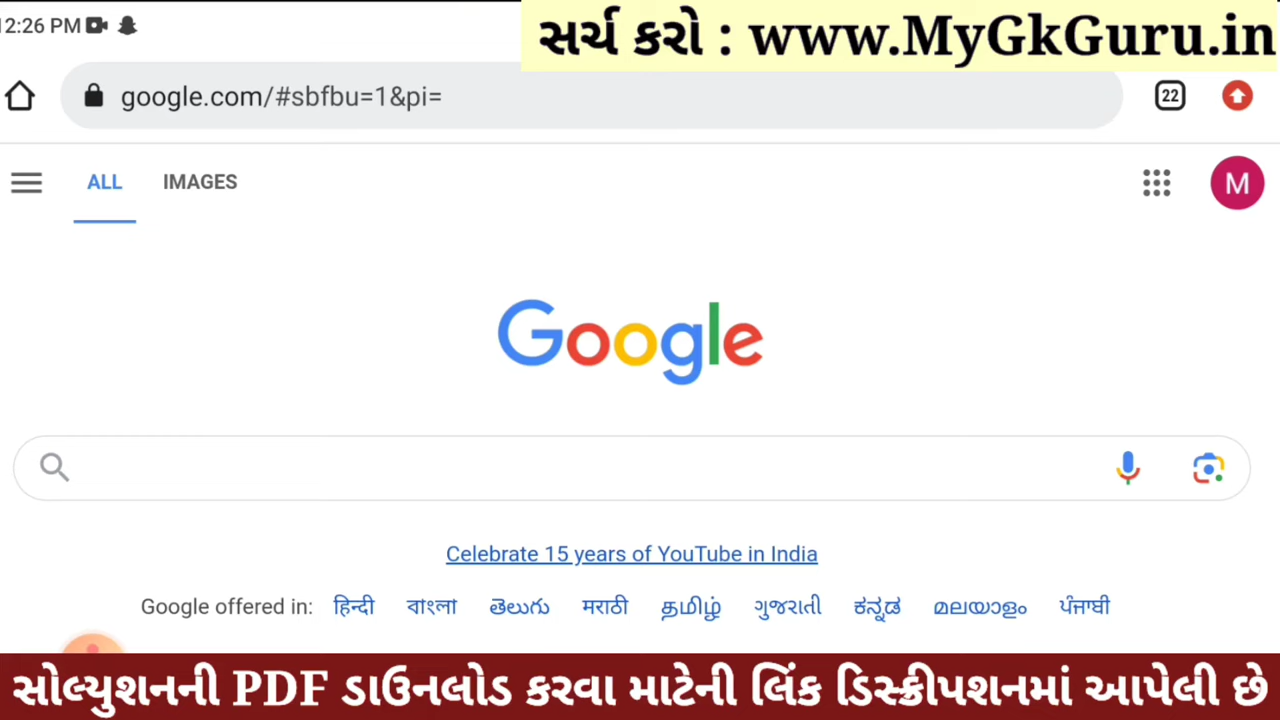 12:26 PM
સર્ચ કરો : www.MyGkGuru.in
google.com/#sbfbu=1&pi=
22
ALL IMAGES
M
Google
Celebrate 15 years of YouTube in India
Google offered in: हिन्दी বাংলা తెలుగు मराठी தமிழ் ગુજરાતી ಕನ್ನಡ മലയാളം ਪੰਜਾਬੀ
સોલ્યુશનની PDF ડાઉનલોડ કરવા માટેની લિંક ડિસ્ક્રીપશનમાં આપેલી છે